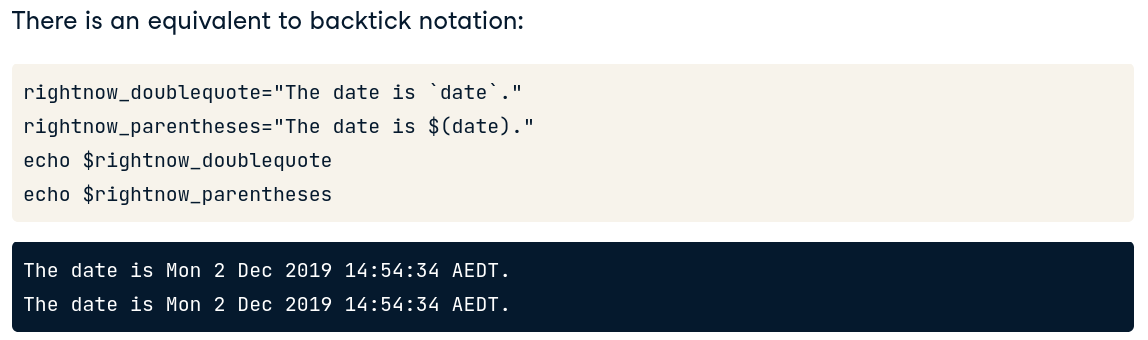 There is an equivalent to backtick notation:
rightnow_doublequote="The date is `date`."
rightnow_parentheses="The date is $(date)."
echo $rightnow_doublequote
echo $rightnow_parentheses
The date is Mon 2 Dec 2019 14:54:34 AEDT.
The date is Mon 2 Dec 2019 14:54:34 AEDT.